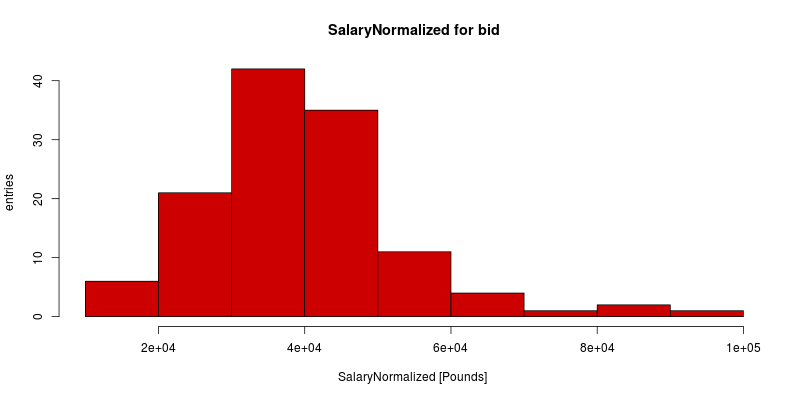 SalaryNormalized for bid
entries
40
30
20
10
0
2e+04 4e+04 6e+04 8e+04 1e+05
SalaryNormalized [Pounds]